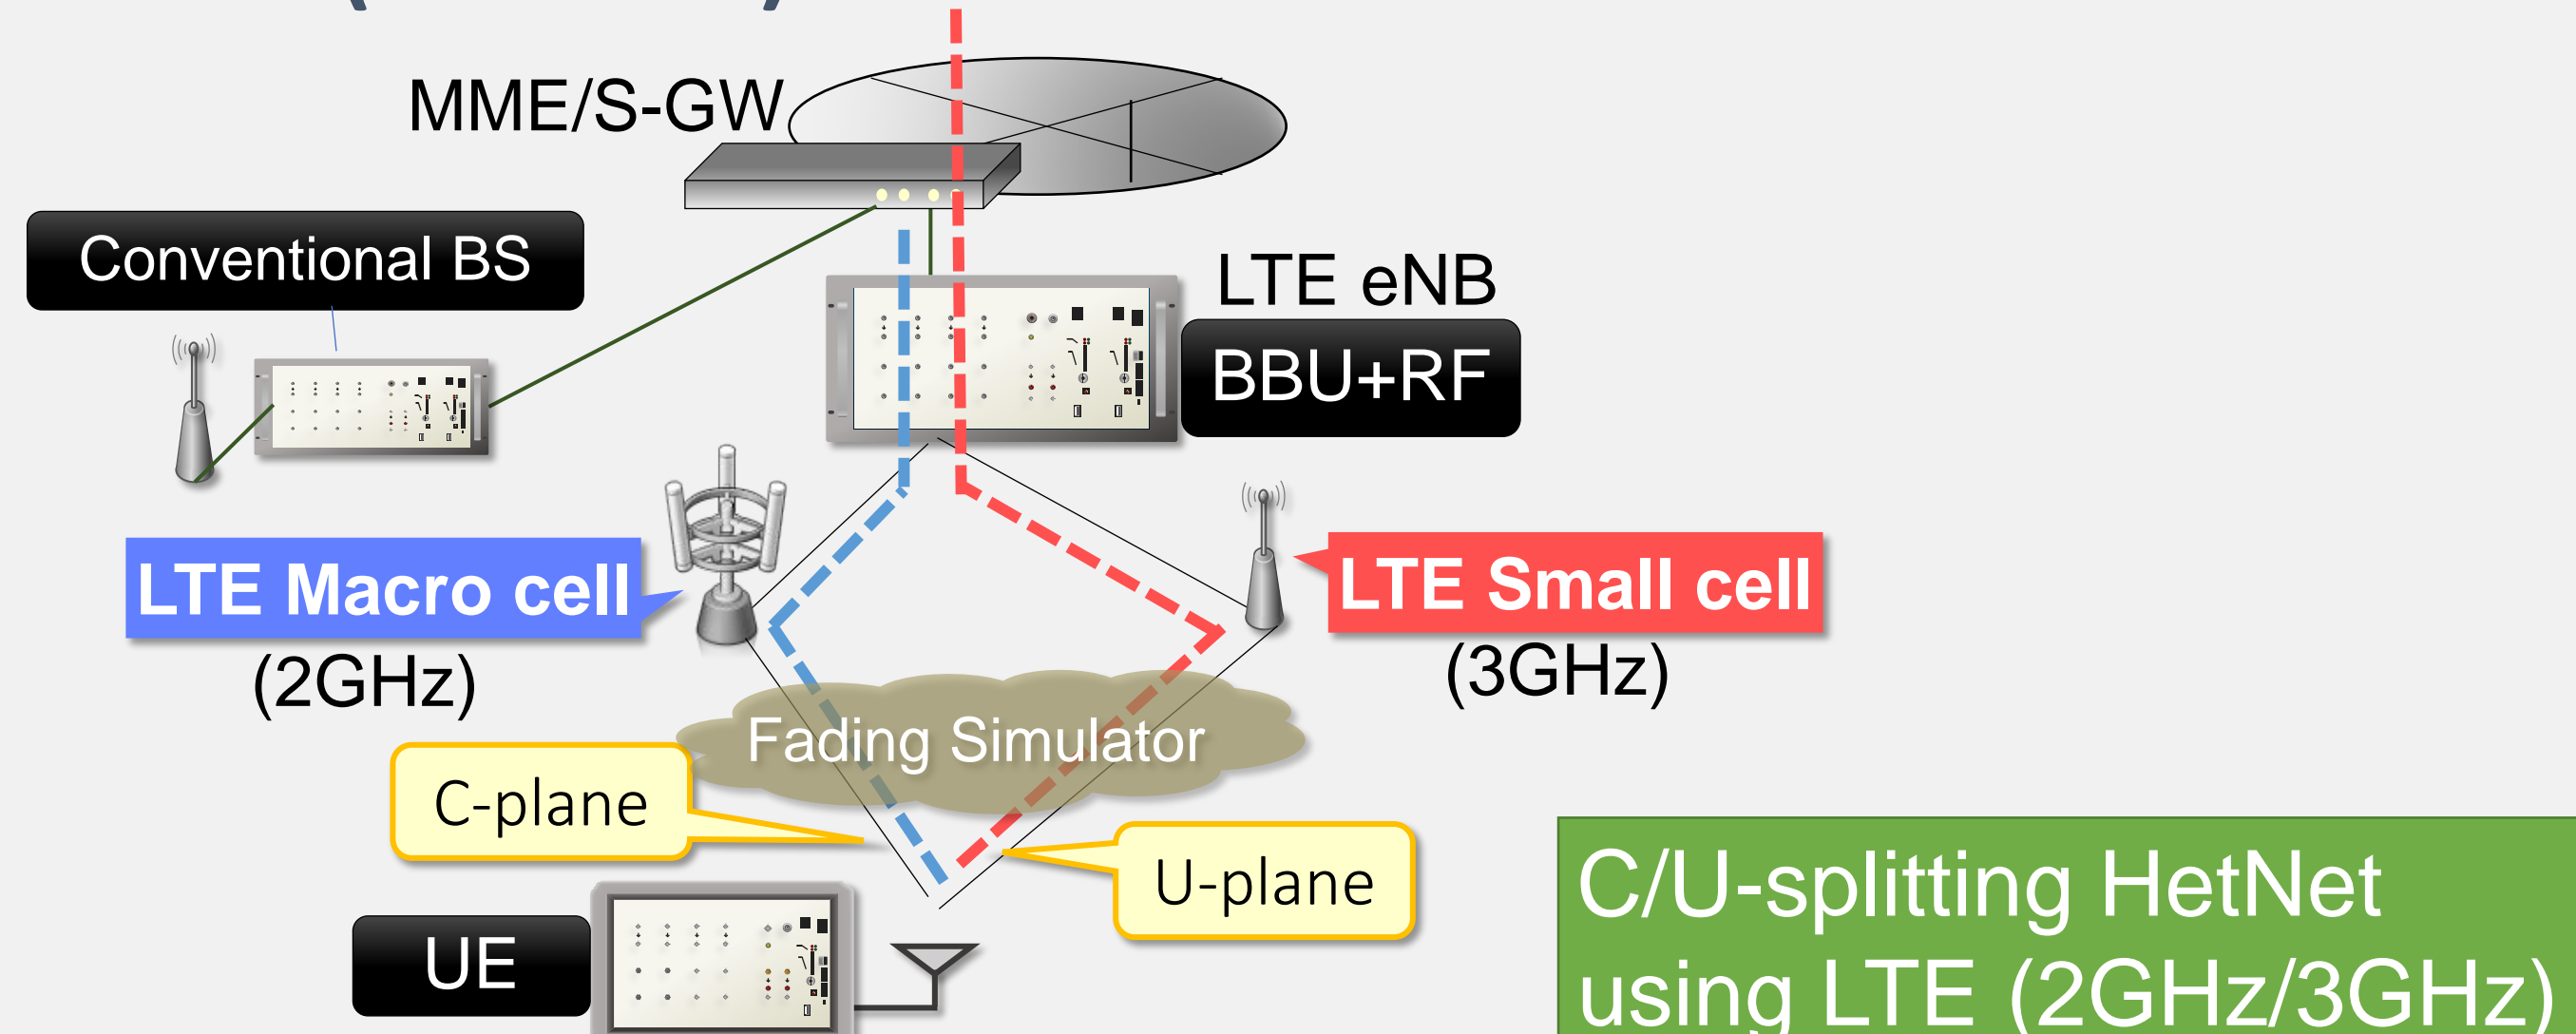 MME/S-GW
Conventional BS
LTE eNB
BBU+RF
LTE Macro cell
(2GHz)
LTE Small cell
(3GHz)
Fading Simulator
C-plane
U-plane
UE
C/U-splitting HetNet
using LTE (2GHz/3GHz)